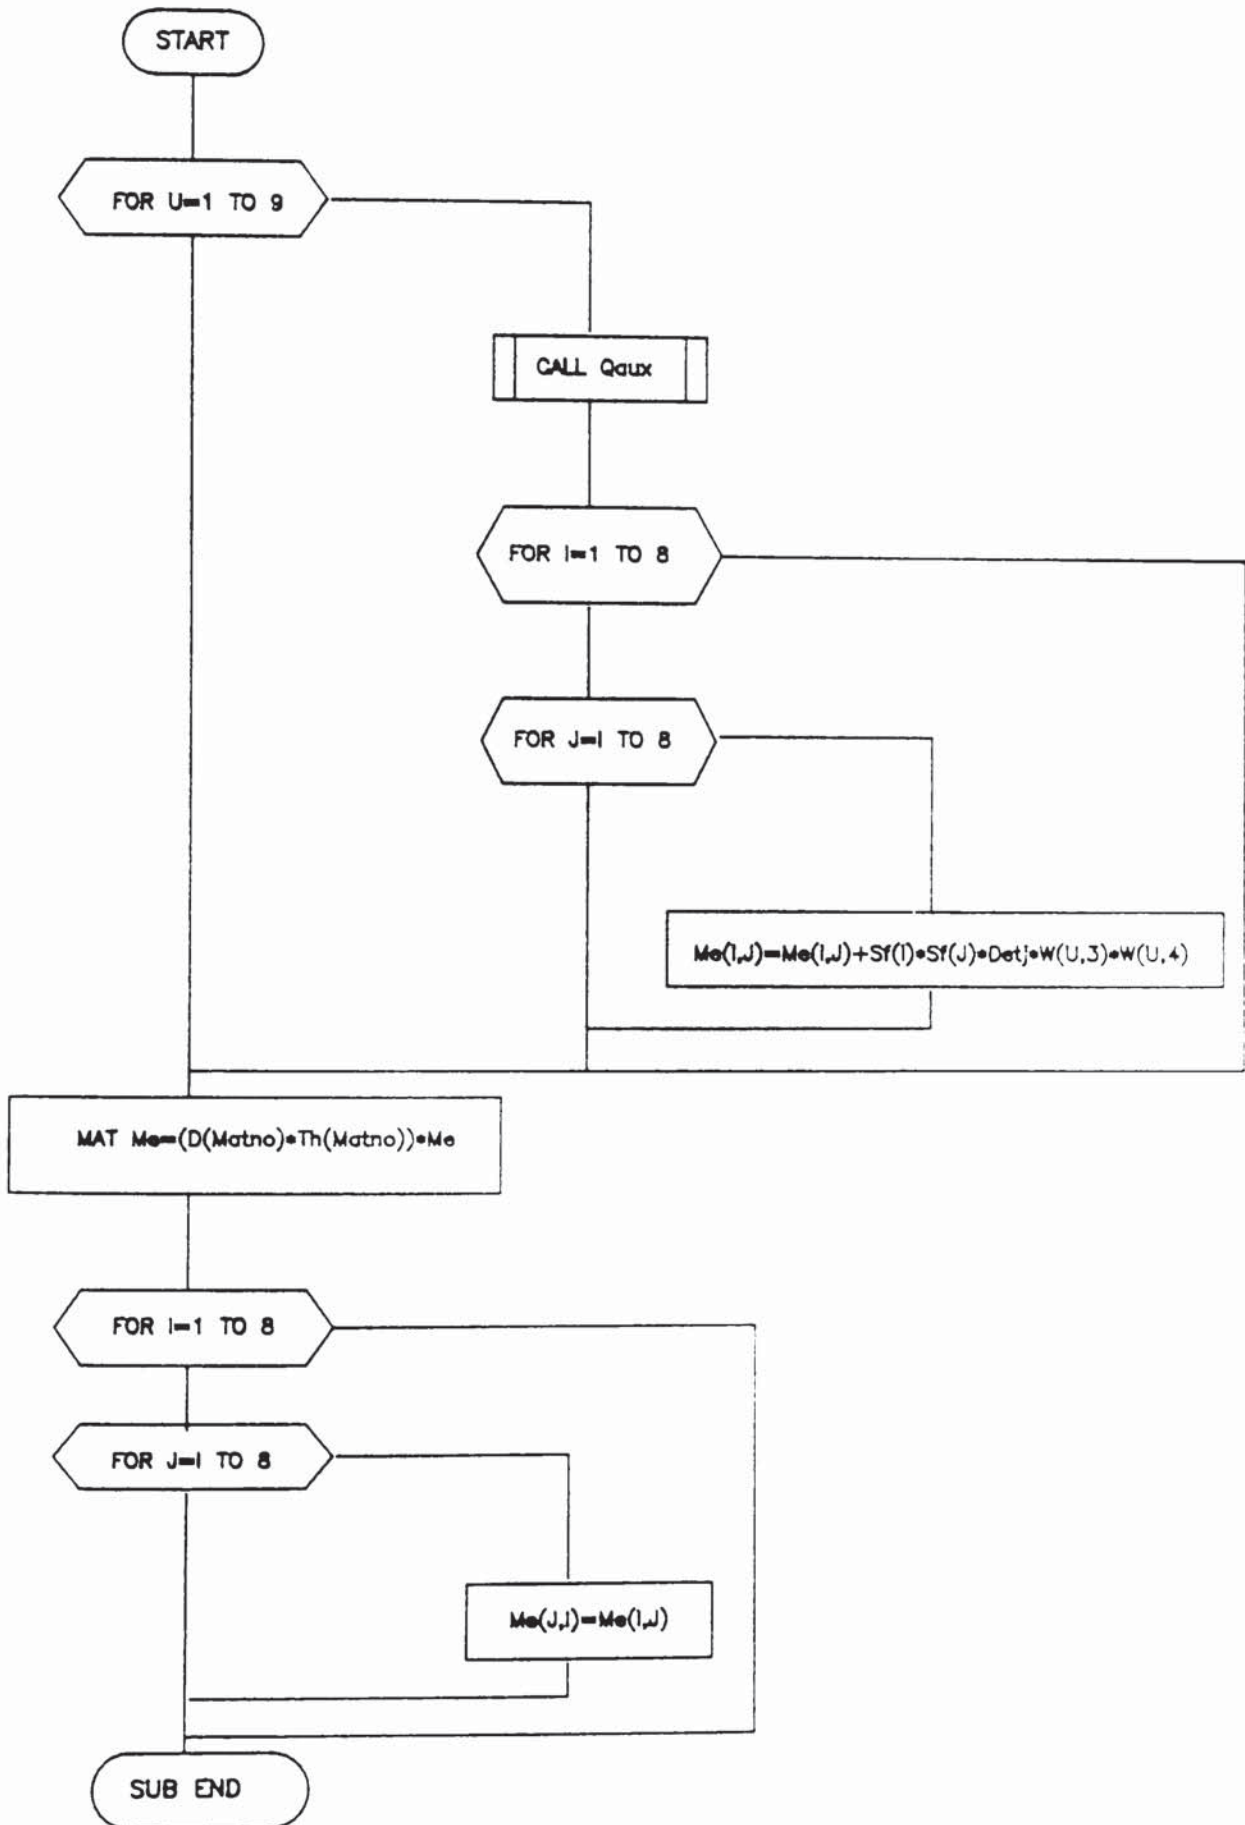 START
FOR U=1 TO 9
CALL Qaux
FOR I=1 TO 8
FOR J=I TO 8
Me(I,J)=Me(I,J)+Sf(I)*Sf(J)*Detj*W(U,3)*W(U,4)
MAT Me=(D(Matno)*Th(Matno))*Me
FOR I=1 TO 8
FOR J=I TO 8
Me(J,I)=Me(I,J)
SUB END